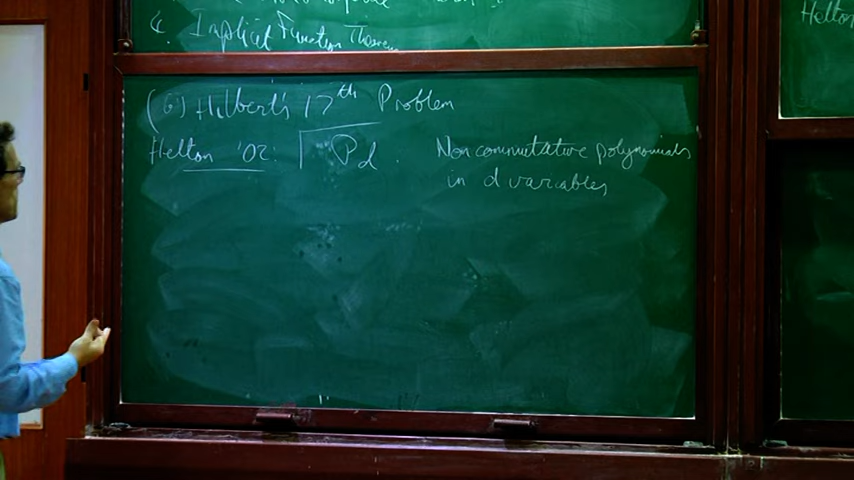 4. Implicit Function Theorem
(6) Hilbert's 17th Problem
Helton '02: Pd. Non commutative polynomials
in d variables
Helton